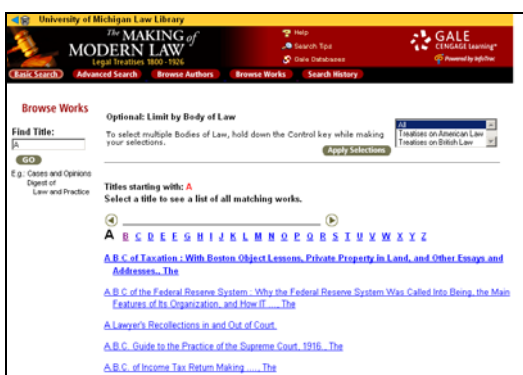 University of Michigan Law Library
The MAKING of
MODERN LAW
Legal Treatises 1800 - 1926
Help
Search Tips
Gale Databases
GALE
CENGAGE Learning
Powered by InfoTrac
Basic Search
Advanced Search
Browse Authors
Browse Works
Search History
Browse Works
Find Title:
A
GO
E.g.: Cases and Opinions
Digest of
Law and Practice
Optional: Limit by Body of Law
To select multiple Bodies of Law, hold down the Control key while making
your selections.
All
Treatises on American Law
Treatises on British Law
Apply Selections
Titles starting with: A
Select a title to see a list of all matching works.
A B C D E F G H I J K L M N O P Q R S T U V W X Y Z
A B C of Taxation : With Boston Object Lessons, Private Property in Land, and Other Essays and
Addresses., The
A B C of the Federal Reserve System : Why the Federal Reserve System Was Called Into Being, the Main
Features of Its Organization, and How IT ...., The
A Lawyer's Recollections in and Out of Court.
A.B.C. Guide to the Practice of the Supreme Court, 1916., The
A.B.C. of Income Tax Return Making ...., The